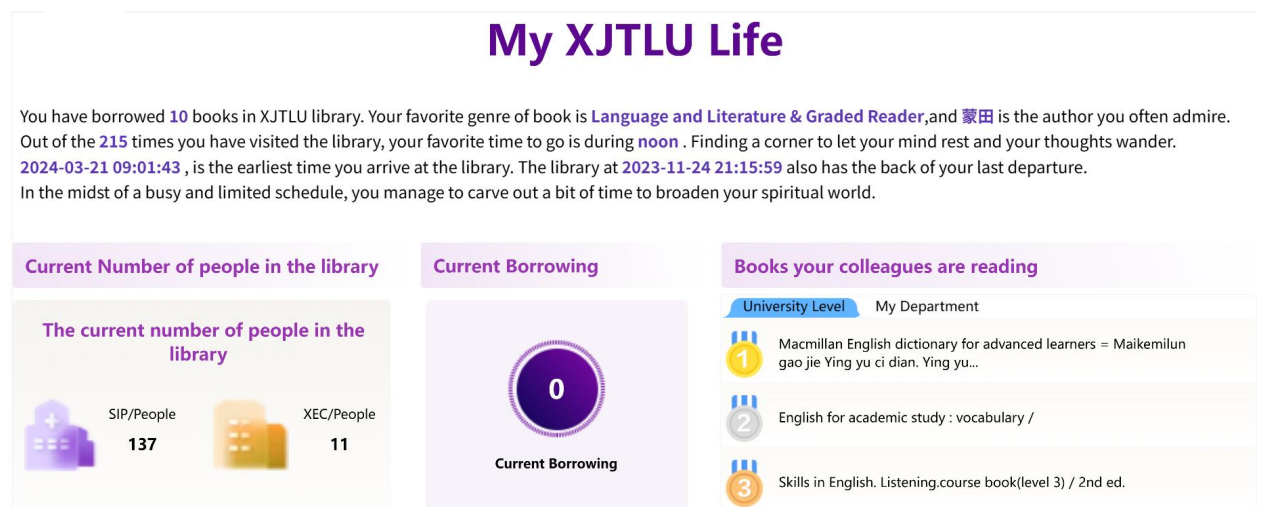 My XJTLU Life
You have borrowed 10 books in XJTLU library. Your favorite genre of book is Language and Literature & Graded Reader,and 蒙田 is the author you often admire.
Out of the 215 times you have visited the library, your favorite time to go is during noon . Finding a corner to let your mind rest and your thoughts wander.
2024-03-21 09:01:43 , is the earliest time you arrive at the library. The library at 2023-11-24 21:15:59 also has the back of your last departure.
In the midst of a busy and limited schedule, you manage to carve out a bit of time to broaden your spiritual world.
Current Number of people in the library
The current number of people in the
library
SIP/People
137
XEC/People
11
Current Borrowing
0
Current Borrowing
Books your colleagues are reading
University Level My Department
1
Macmillan English dictionary for advanced learners = Maikemilun
gao jie Ying yu ci dian. Ying yu...
2
English for academic study : vocabulary /
3
Skills in English. Listening.course book(level 3) / 2nd ed.